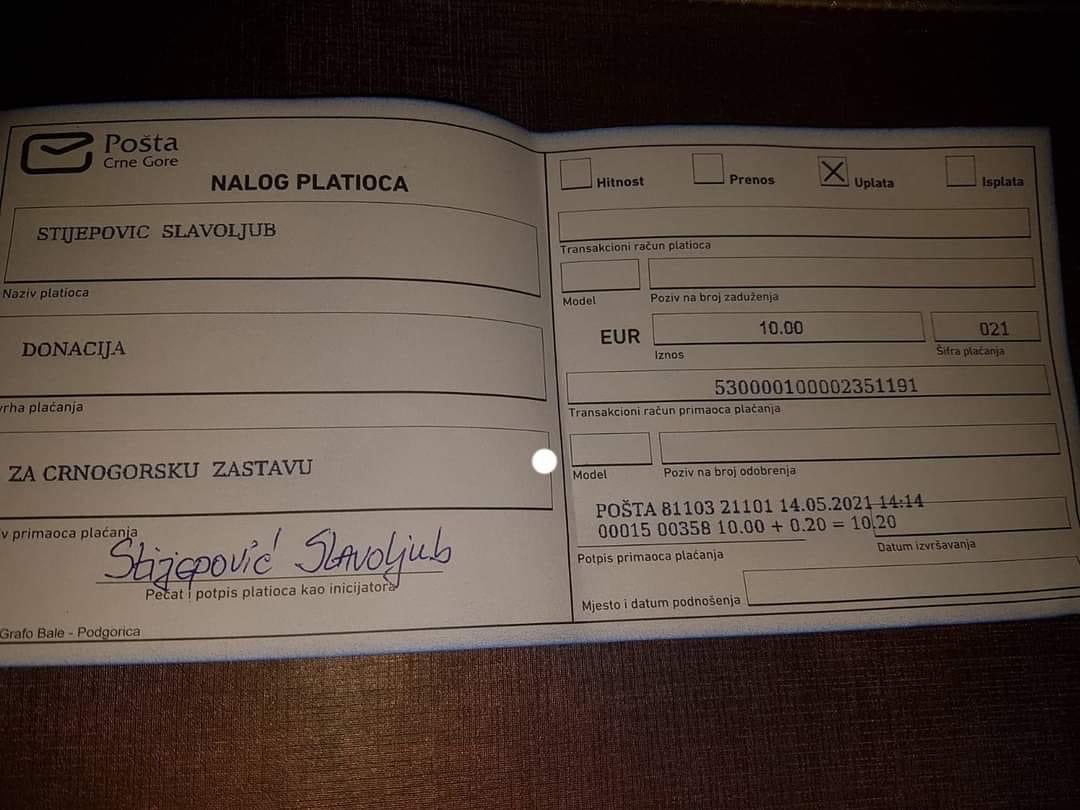 Pošta
Crne Gore
NALOG PLATIOCA
STIJEPOVIC SLAVOLJUB
Naziv platioca
DONACIJA
vrha plaćanja
ZA CRNOGORSKU ZASTAVU
v primaoca plaćanja
Stijepović Slavoljub
Pečat i potpis platioca kao inicijatora
Grafo Bale - Podgorica
Hitnost Prenos X Uplata Isplata
Transakcioni račun platioca
Model Poziv na broj zaduženja
EUR 10.00 021
Iznos Šifra plaćanja
530000100002351191
Transakcioni račun primaoca plaćanja
Model Poziv na broj odobrenja
POŠTA 81103 21101 14.05.2021 14:14
00015 00358 10.00 + 0.20 = 10.20
Potpis primaoca plaćanja Datum izvršavanja
Mjesto i datum podnošenja